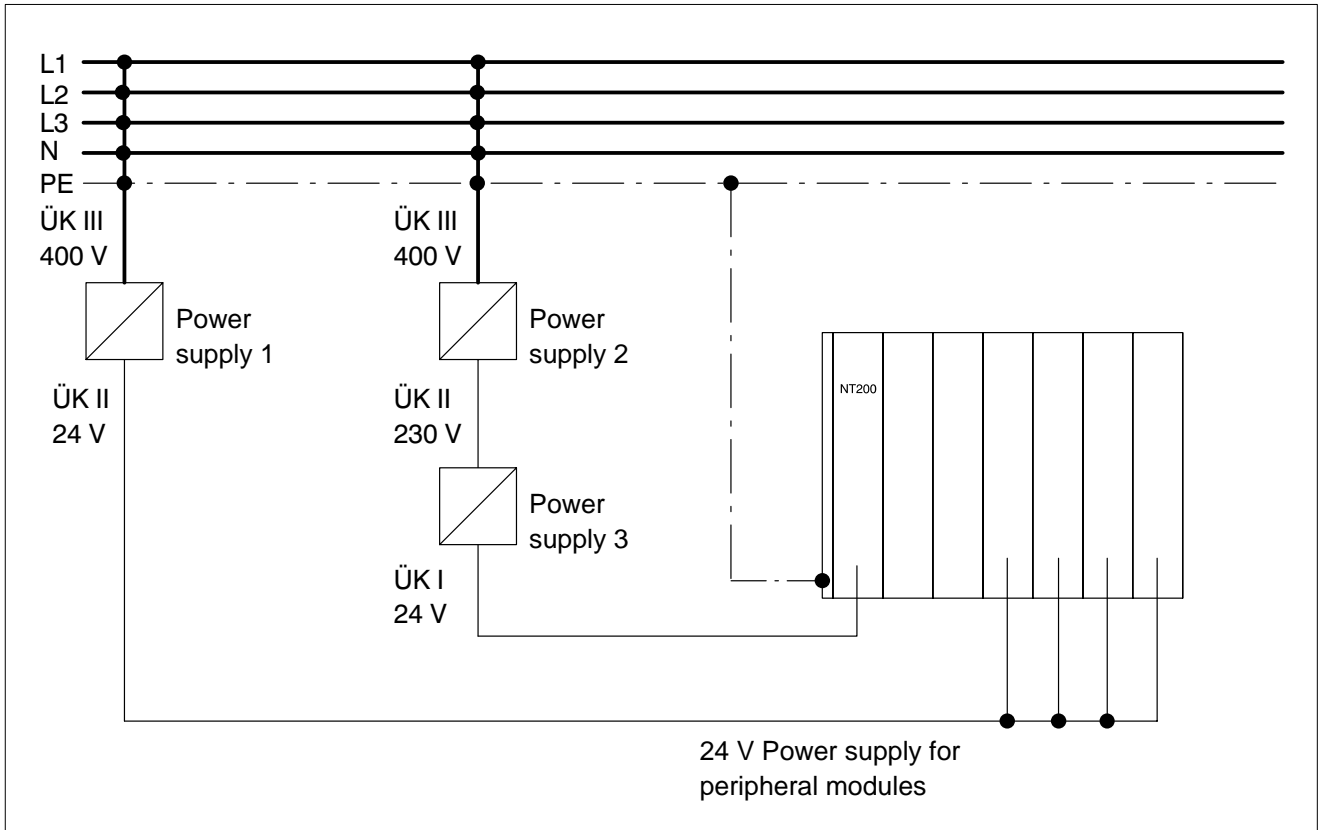 L1
L2
L3
N
PE
ÜK III
400 V
ÜK III
400 V
Power
supply 1
Power
supply 2
NT200
ÜK II
24 V
ÜK II
230 V
Power
supply 3
ÜK I
24 V
24 V Power supply for
peripheral modules